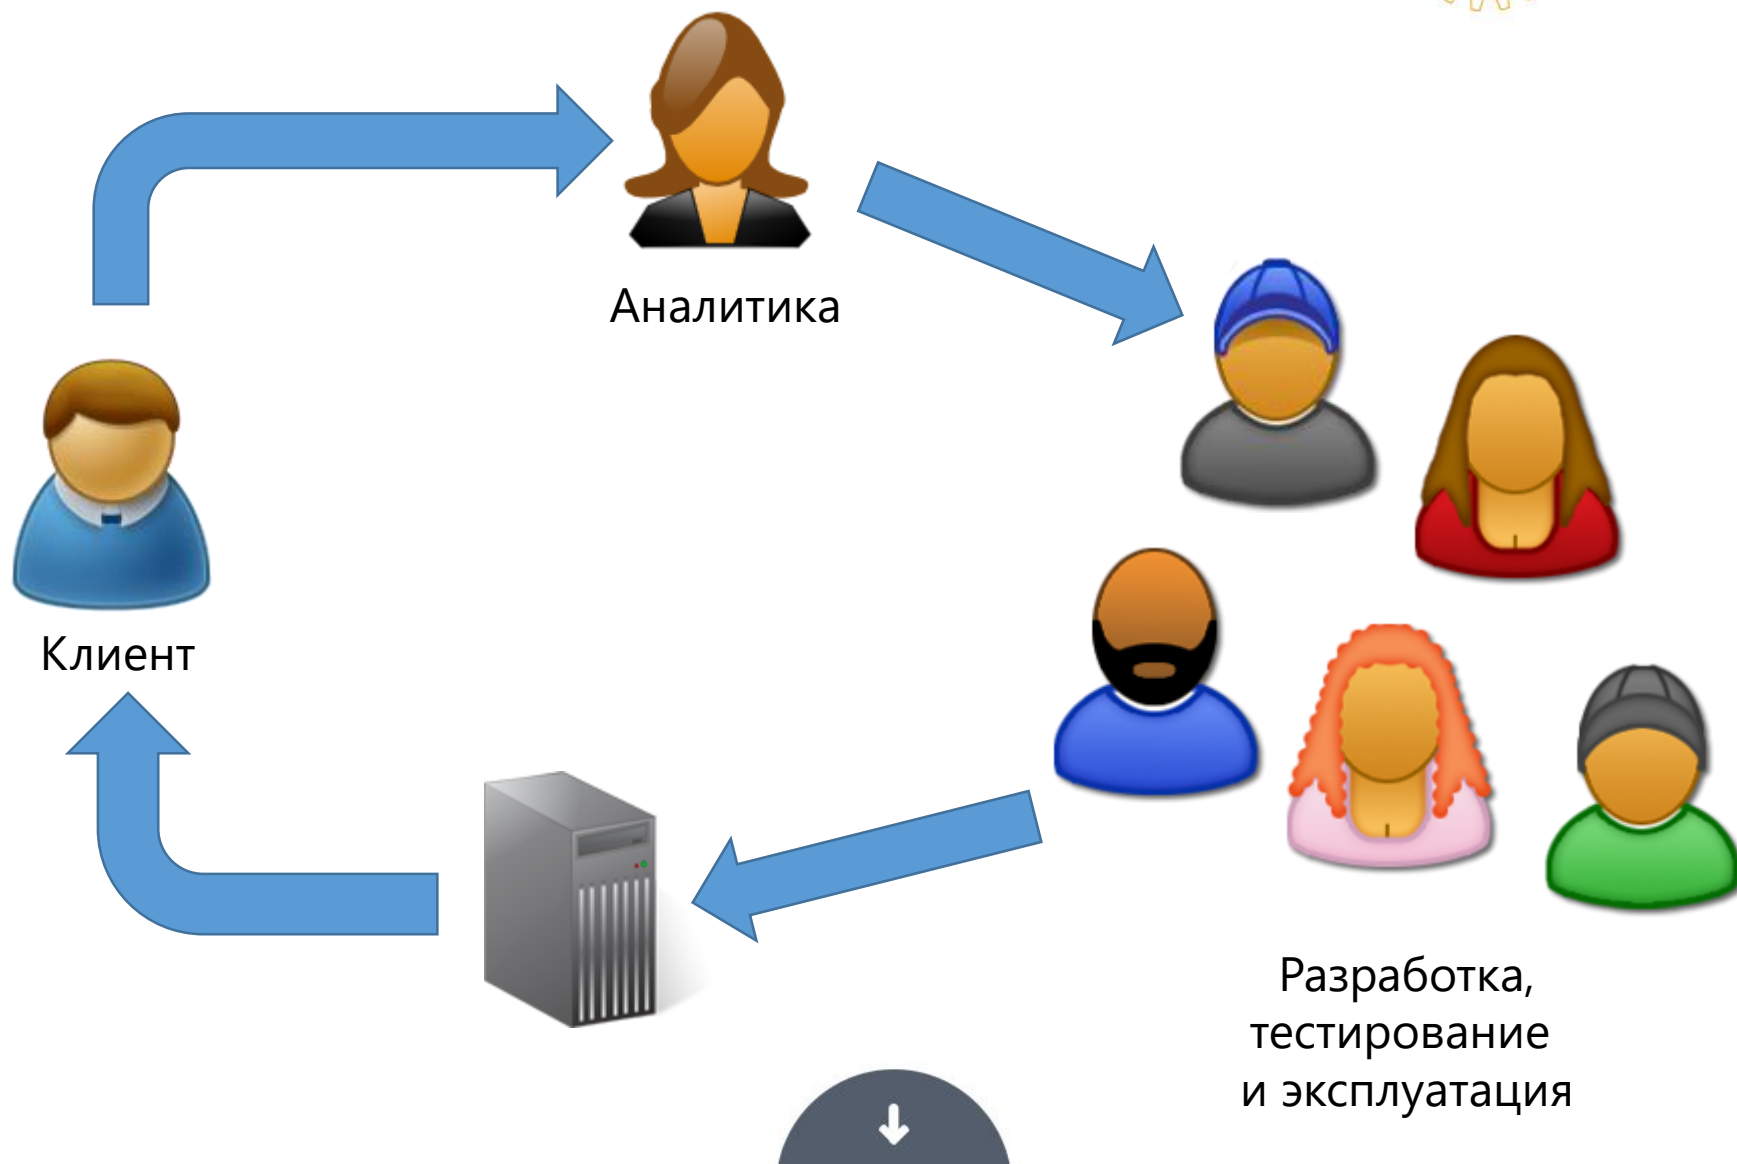 Аналитика
Клиент
Разработка,
тестирование
и эксплуатация